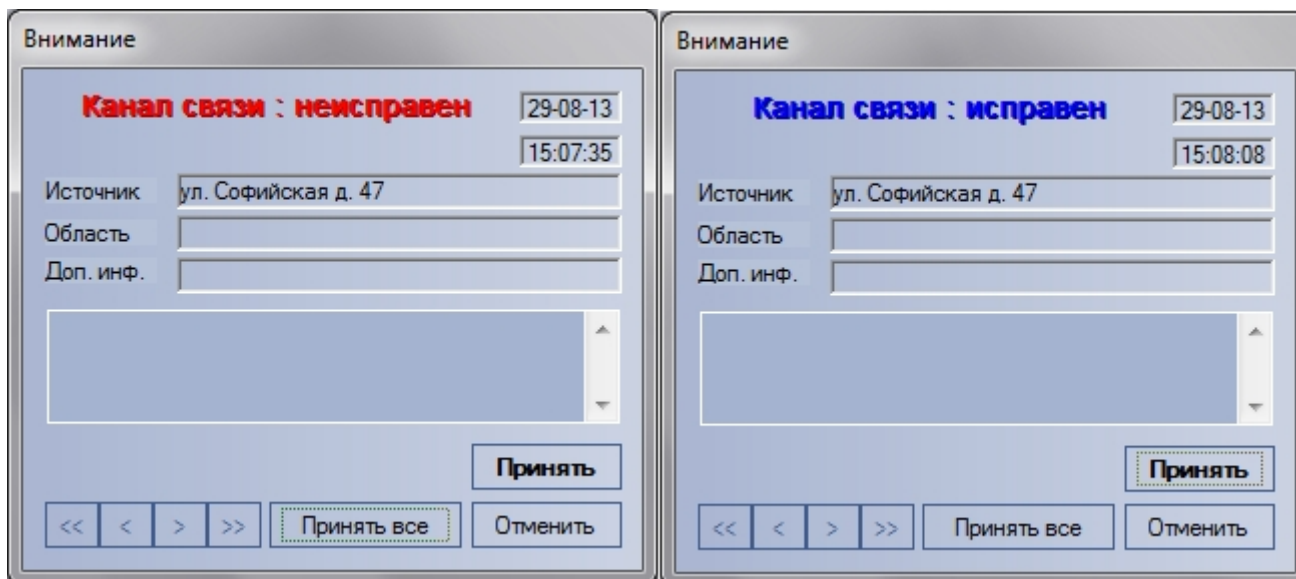 Внимание
Канал связи : неисправен
29-08-13
15:07:35
Источник
ул. Софийская д. 47
Область
Доп. инф.
Принять
<< < > >>
Принять все
Отменить
Внимание
Канал связи : исправен
29-08-13
15:08:08
Источник
ул. Софийская д. 47
Область
Доп. инф.
Принять
<< < > >>
Принять все
Отменить